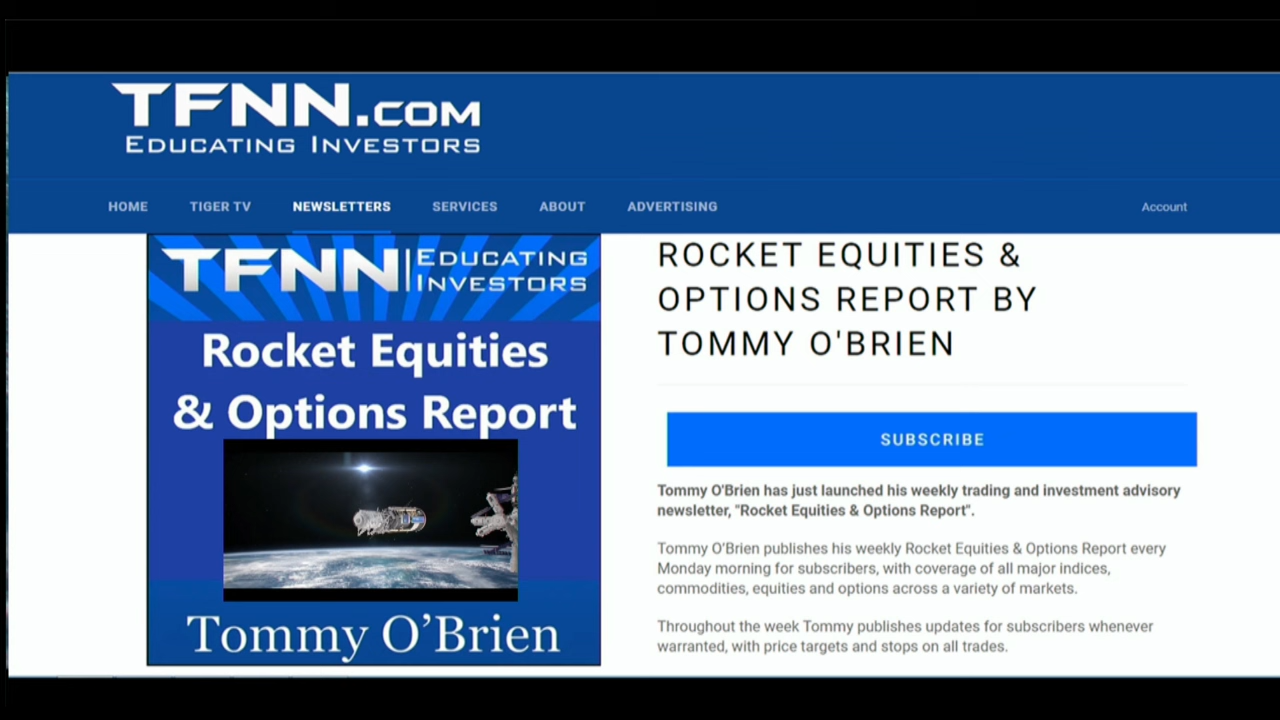 TFNN.COM
EDUCATING INVESTORS
HOME TIGER TV NEWSLETTERS SERVICES ABOUT ADVERTISING Account
TFNN|EDUCATING
INVESTORS
Rocket Equities
& Options Report
Tommy O’Brien
ROCKET EQUITIES &
OPTIONS REPORT BY
TOMMY O'BRIEN
SUBSCRIBE
Tommy O'Brien has just launched his weekly trading and investment advisory
newsletter, "Rocket Equities & Options Report".
Tommy O’Brien publishes his weekly Rocket Equities & Options Report every
Monday morning for subscribers, with coverage of all major indices,
commodities, equities and options across a variety of markets.
Throughout the week Tommy publishes updates for subscribers whenever
warranted, with price targets and stops on all trades.